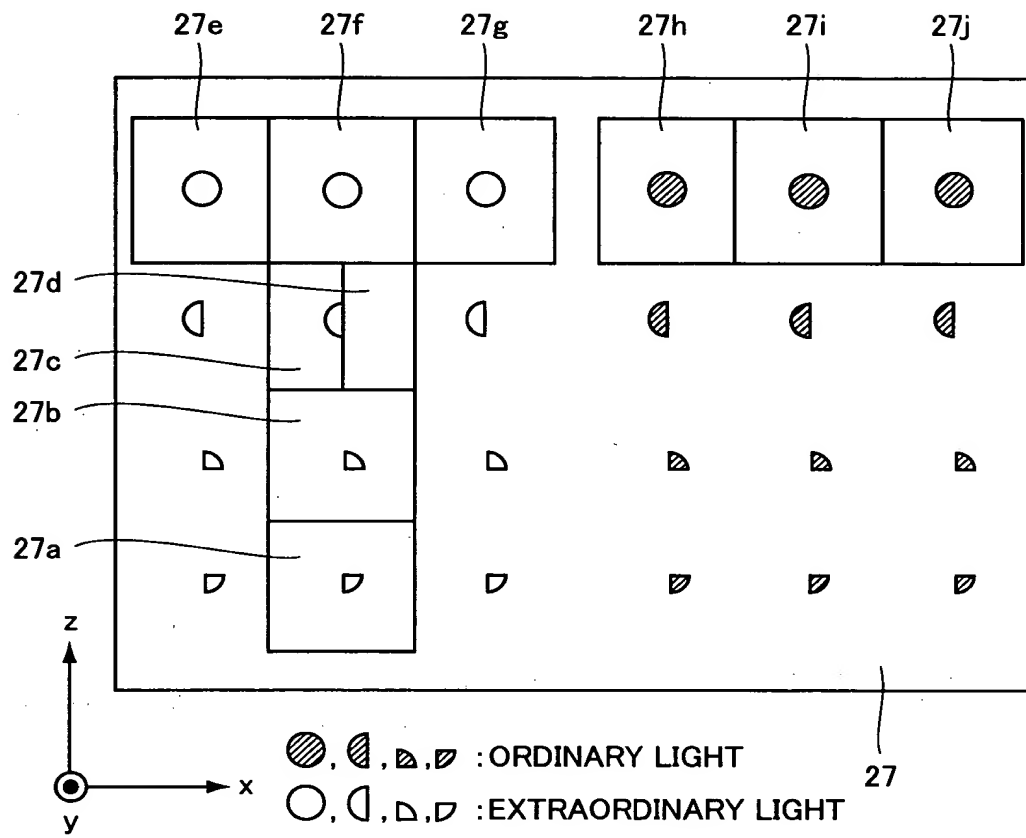 27e 27f 27g 27h 27i 27j
27d
27c
27b
27a
z
x
y
27
: ORDINARY LIGHT
: EXTRAORDINARY LIGHT